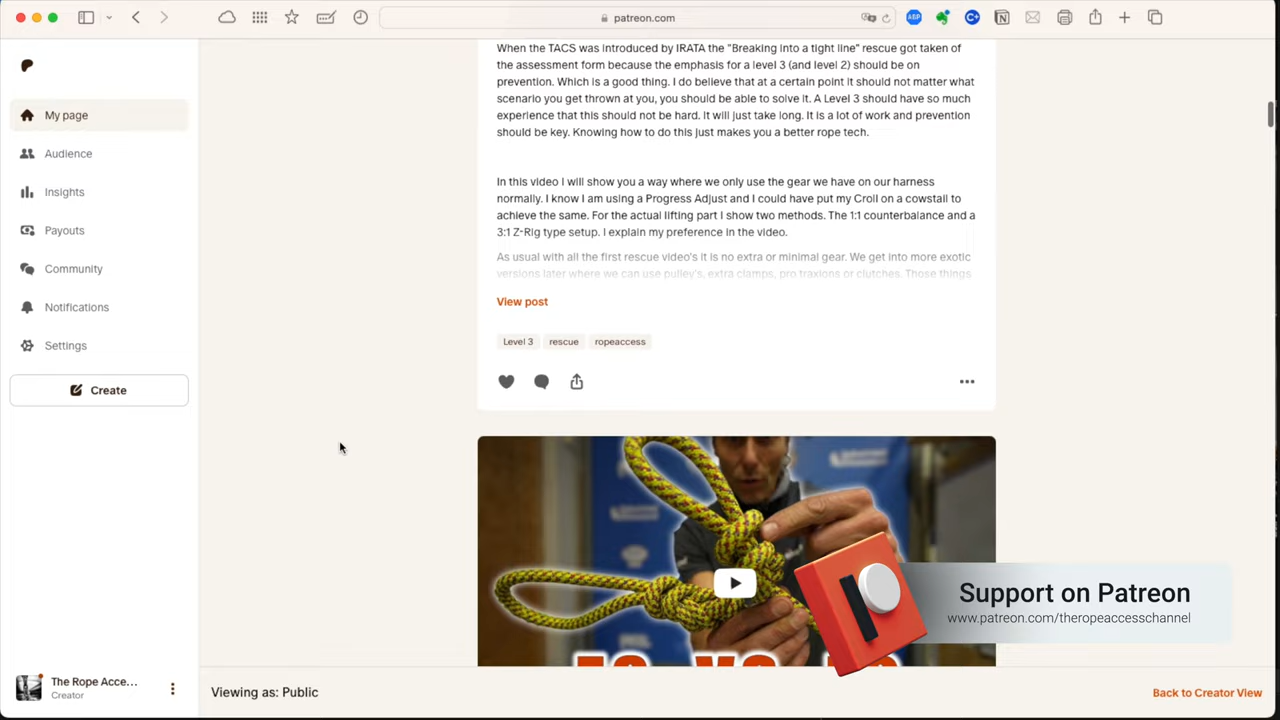 patreon.com
ABP
C+
My page
Audience
Insights
Payouts
Community
Notifications
Settings
Create
The Rope Acce...
Creator
When the TACS was introduced by IRATA the "Breaking into a tight line" rescue got taken of
the assessment form because the emphasis for a level 3 (and level 2) should be on
prevention. Which is a good thing. I do believe that at a certain point it should not matter what
scenario you get thrown at you, you should be able to solve it. A Level 3 should have so much
experience that this should not be hard. It will just take long. It is a lot of work and prevention
should be key. Knowing how to do this just makes you a better rope tech.
In this video I will show you a way where we only use the gear we have on our harness
normally. I know I am using a Progress Adjust and I could have put my Croll on a cowstail to
achieve the same. For the actual lifting part I show two methods. The 1:1 counterbalance and a
3:1 Z-Rig type setup. I explain my preference in the video.
As usual with all the first rescue video's it is no extra or minimal gear. We get into more exotic
versions later where we can use pulley's, extra clamps, pro traxions or clutches. Those things
View post
Level 3
rescue
ropeaccess
Support on Patreon
www.patreon.com/theropeaccesschannel
Viewing as: Public
Back to Creator View